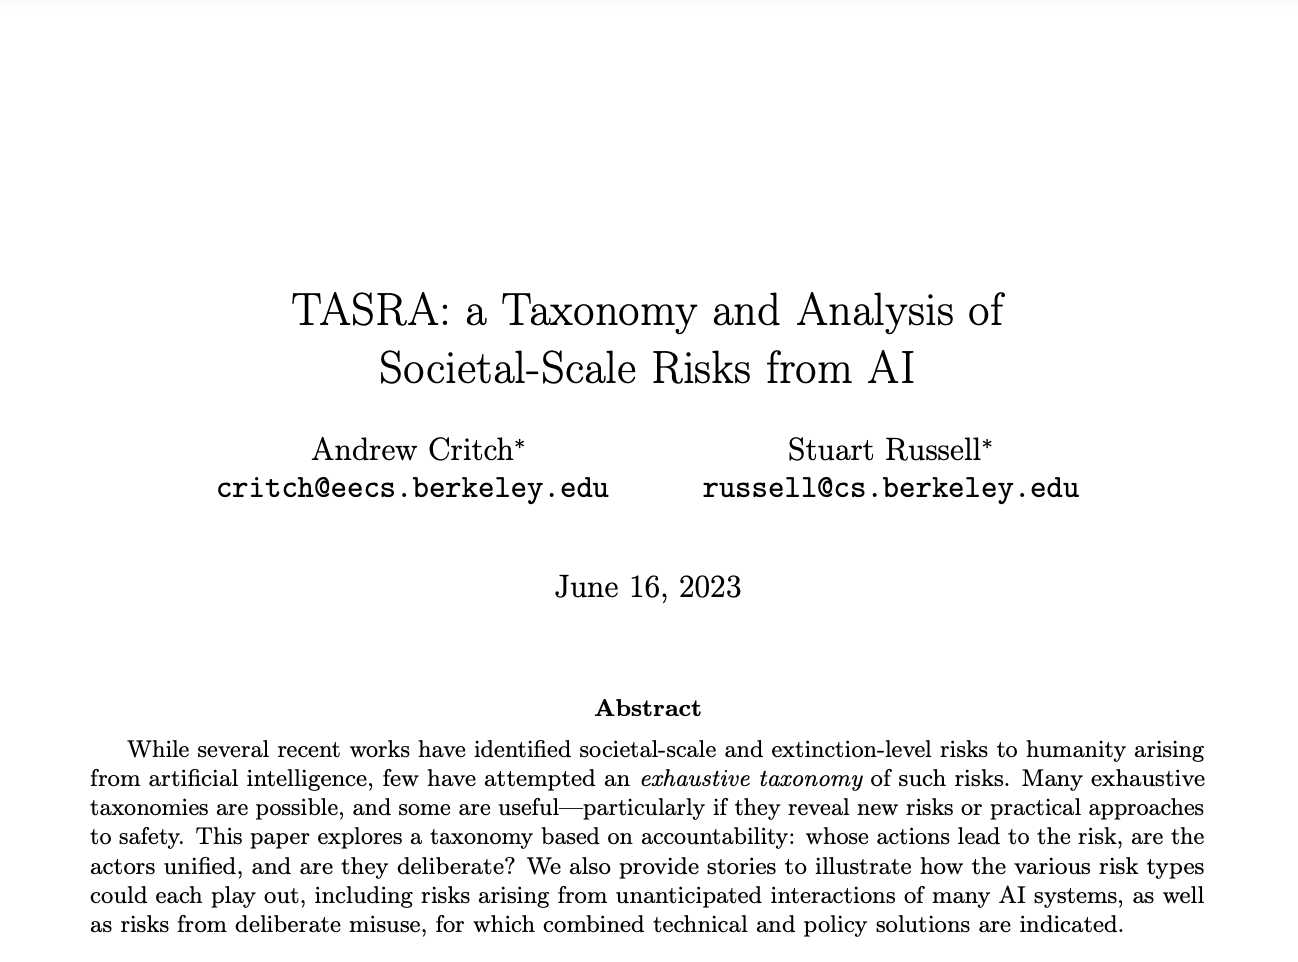 TASRA: a Taxonomy and Analysis of
Societal-Scale Risks from AI
Andrew Critch* Stuart Russell*
critch@eecs.berkeley.edu russell@cs.berkeley.edu
June 16, 2023
Abstract
While several recent works have identified societal-scale and extinction-level risks to humanity arising
from artificial intelligence, few have attempted an exhaustive taxonomy of such risks. Many exhaustive
taxonomies are possible, and some are useful—particularly if they reveal new risks or practical approaches
to safety. This paper explores a taxonomy based on accountability: whose actions lead to the risk, are the
actors unified, and are they deliberate? We also provide stories to illustrate how the various risk types
could each play out, including risks arising from unanticipated interactions of many AI systems, as well
as risks from deliberate misuse, for which combined technical and policy solutions are indicated.